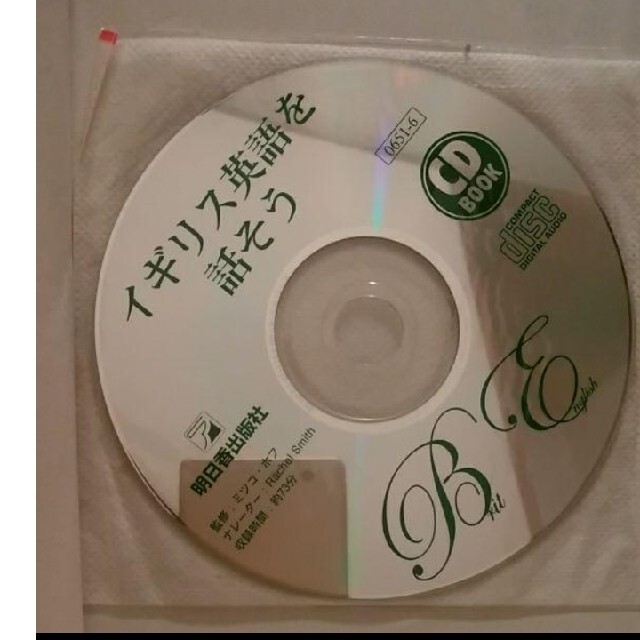 イギリス英語を
話そう
0651-6
CD
BOOK
COMPACT
disc
DIGITAL AUDIO
English
Brit
明日香出版社
監修：ミツコ・ボブ
ナレーター：Rachel Smith
収録時間：約73分